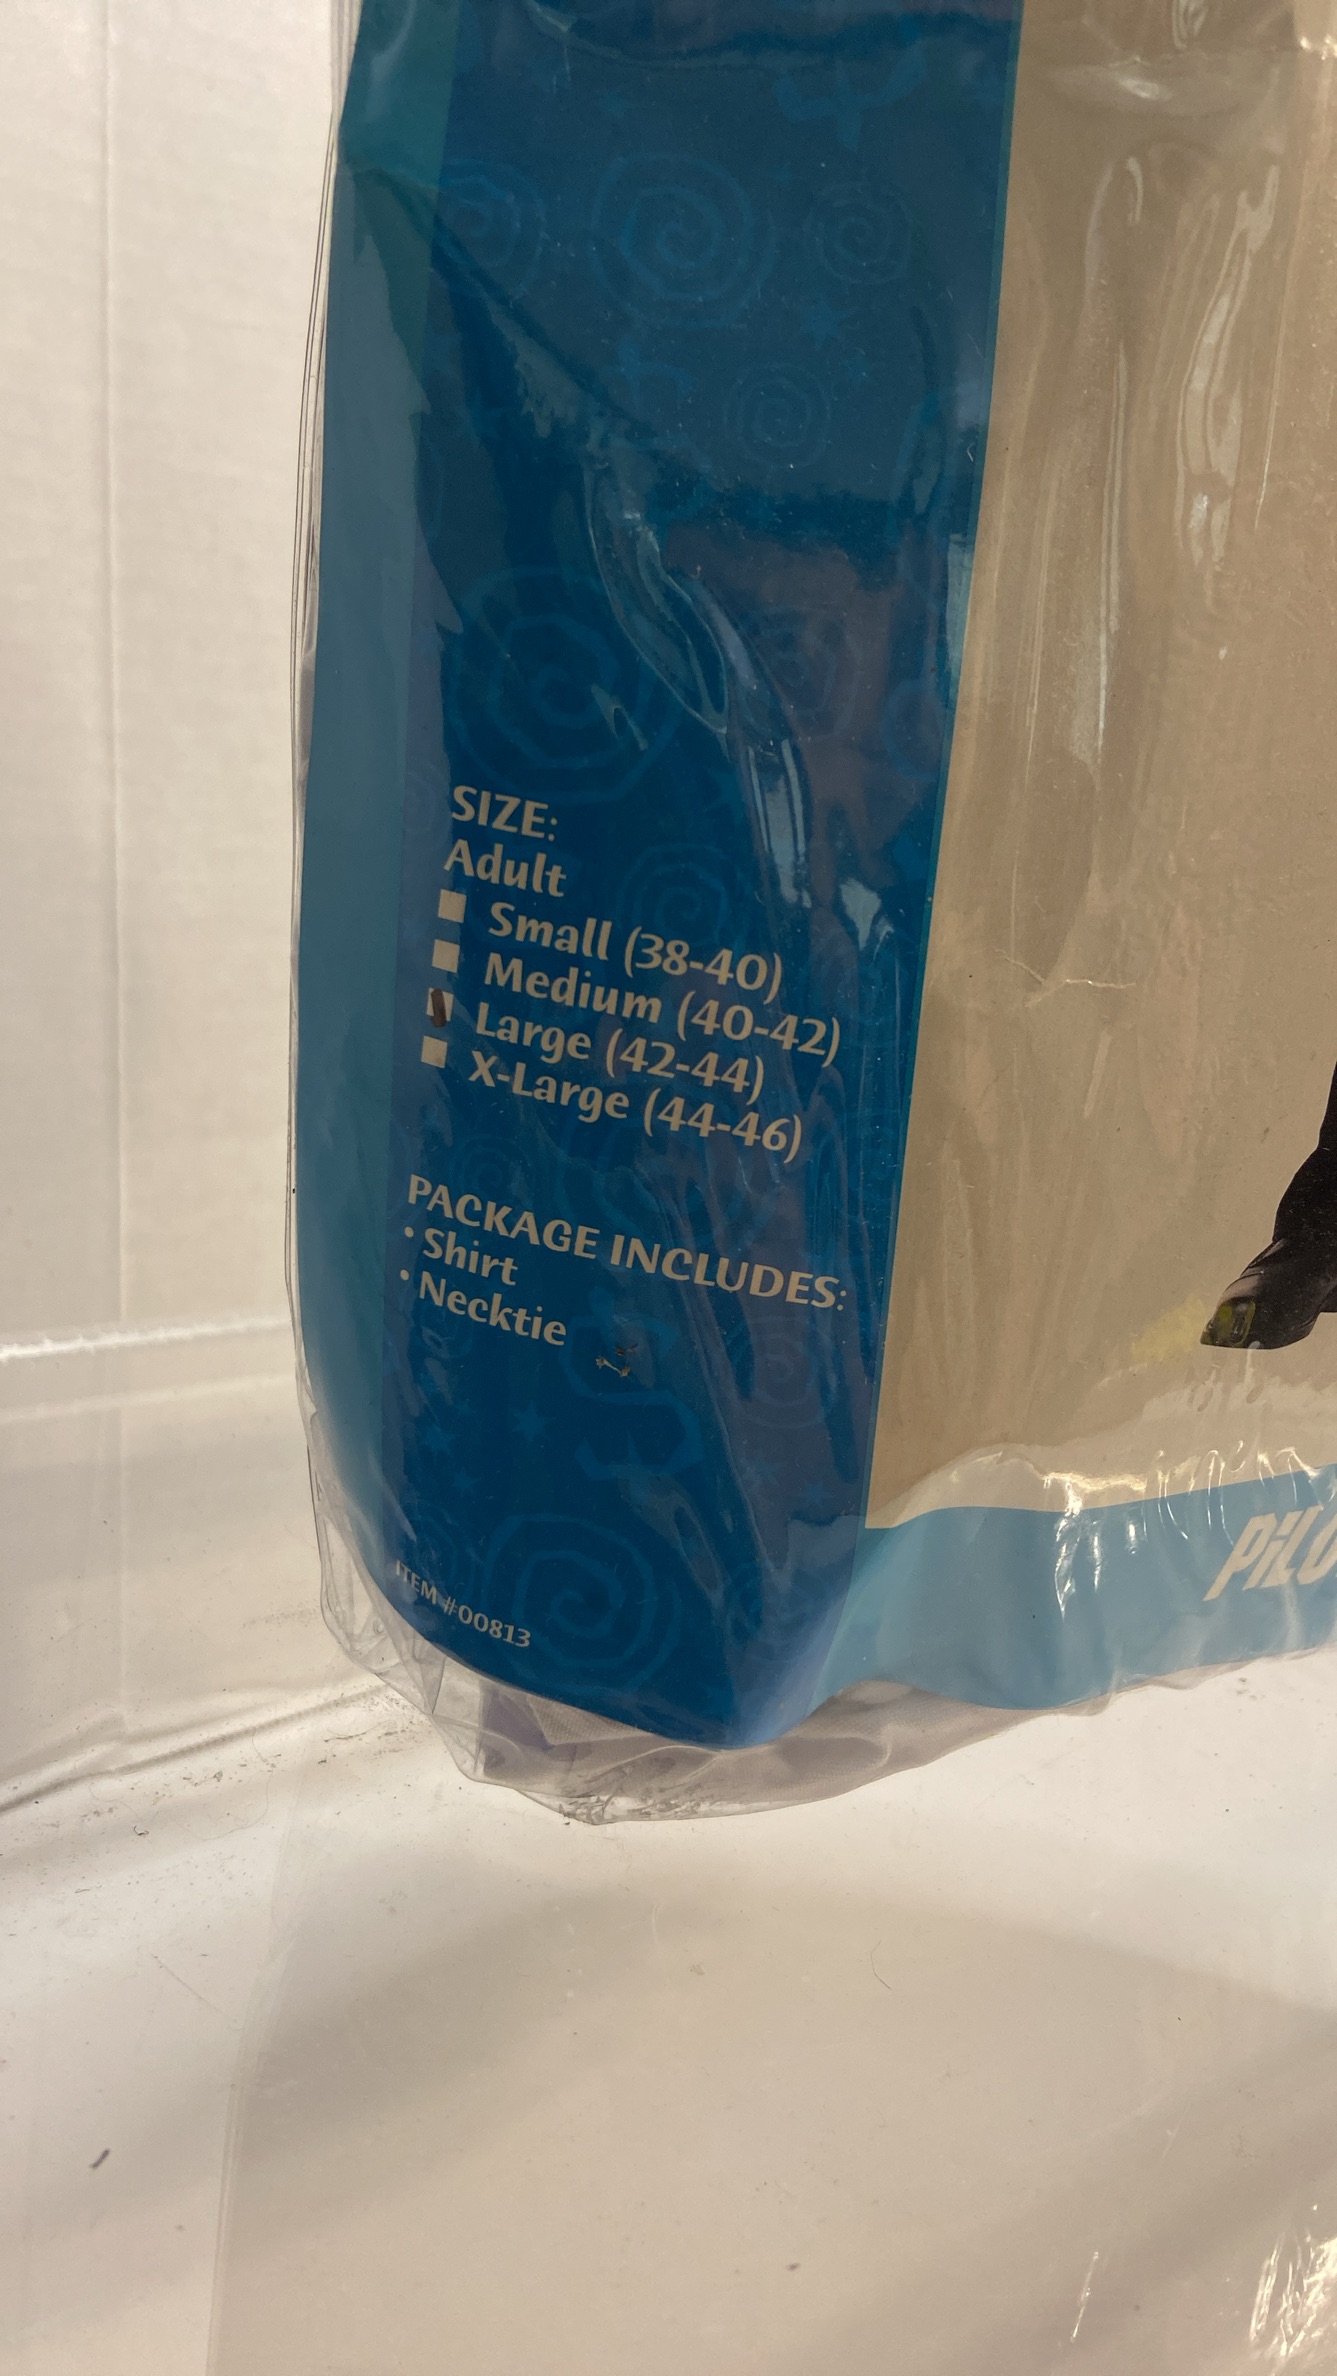 SIZE:
Adult
Small (38-40)
Medium (40-42)
Large (42-44)
X-Large (44-46)
PACKAGE INCLUDES:
• Shirt
• Necktie
ITEM #00813